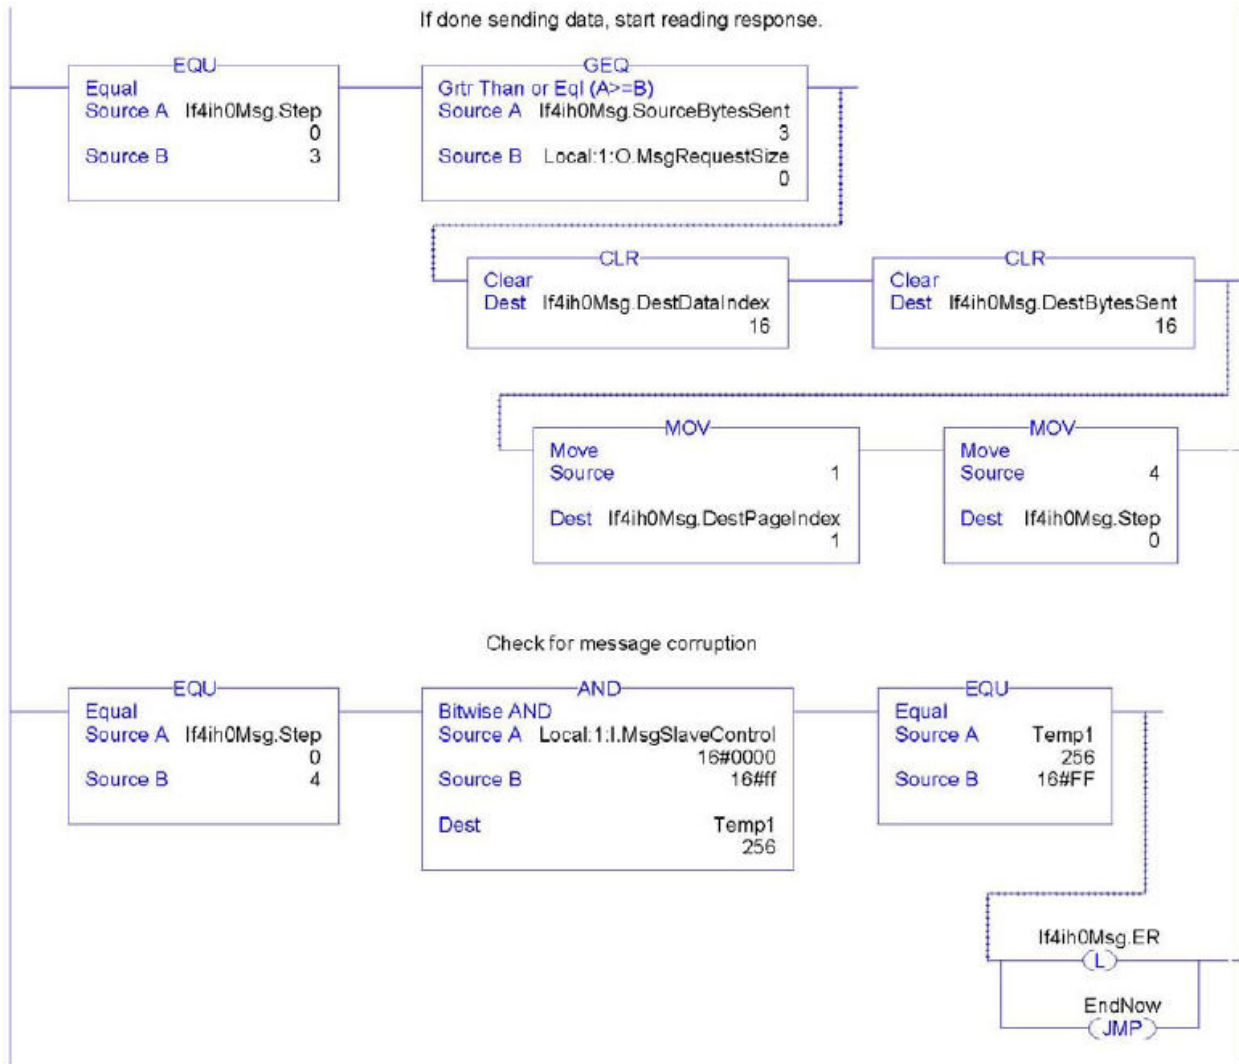 If done sending data, start reading response.
EQU
Equal
Source A If4ih0Msg.Step
0
Source B 3
GEQ
Grtr Than or Eql (A>=B)
Source A If4ih0Msg.SourceBytesSent
3
Source B Local:1:O.MsgRequestSize
0
CLR
Clear
Dest If4ih0Msg.DestDataIndex
16
CLR
Clear
Dest If4ih0Msg.DestBytesSent
16
MOV
Move
Source 1
Dest If4ih0Msg.DestPageIndex
1
MOV
Move
Source 4
Dest If4ih0Msg.Step
0
Check for message corruption
EQU
Equal
Source A If4ih0Msg.Step
0
Source B 4
AND
Bitwise AND
Source A Local:1:I.MsgSlaveControl
16#0000
Source B 16#ff
Dest Temp1
256
EQU
Equal
Source A Temp1
256
Source B 16#FF
If4ih0Msg.ER
L
EndNow
JMP